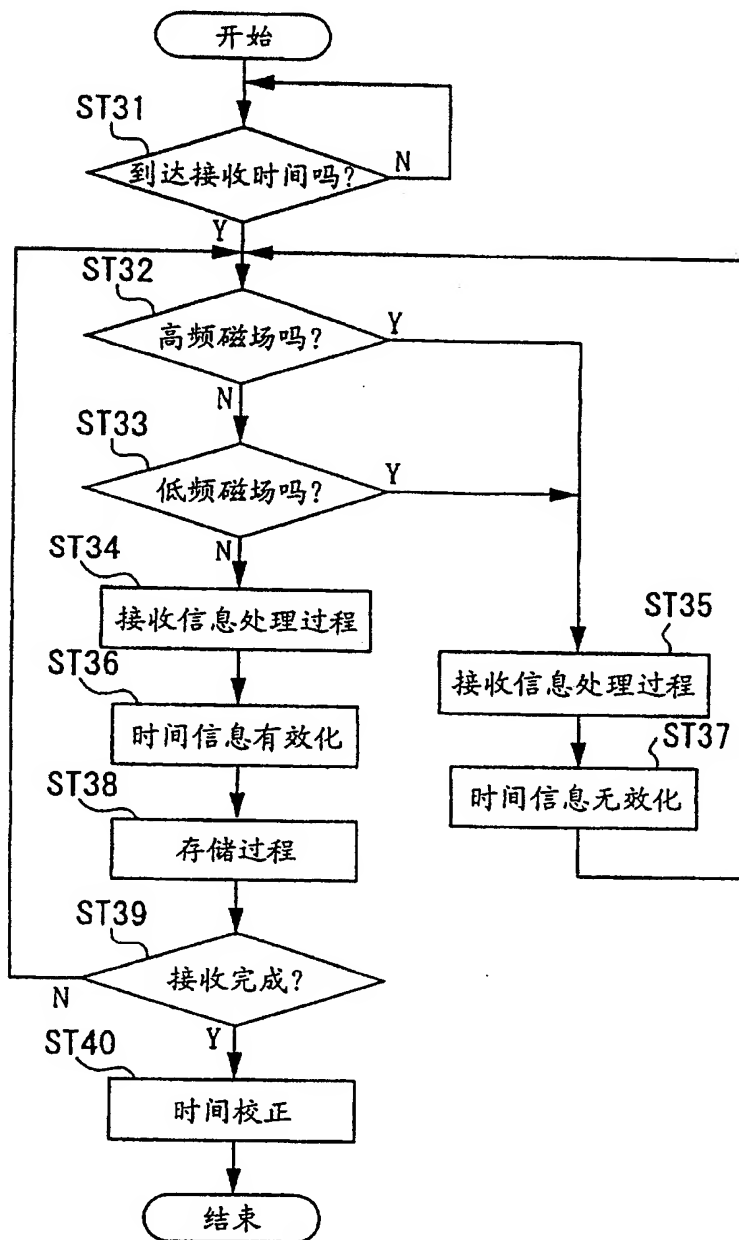 开始
ST31
到达接收时间吗?
N
Y
ST32
高频磁场吗?
Y
N
ST33
低频磁场吗?
Y
N
ST34
接收信息处理过程
ST35
接收信息处理过程
ST36
时间信息有效化
ST37
时间信息无效化
ST38
存储过程
ST39
接收完成?
N
Y
ST40
时间校正
结束